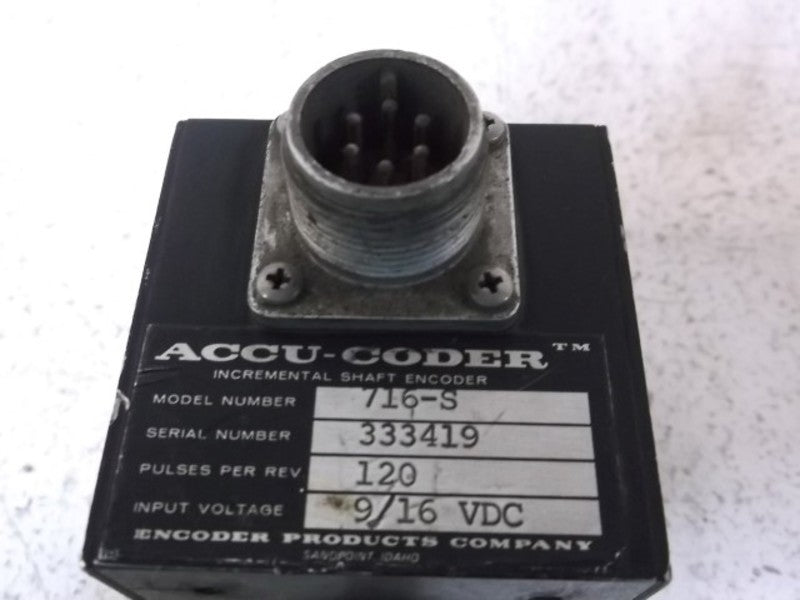 ACCU-CODER™
INCREMENTAL SHAFT ENCODER
MODEL NUMBER 716-S
SERIAL NUMBER 333419
PULSES PER REV 120
INPUT VOLTAGE 9/16 VDC
ENCODER PRODUCTS COMPANY
SANDPOINT, IDAHO